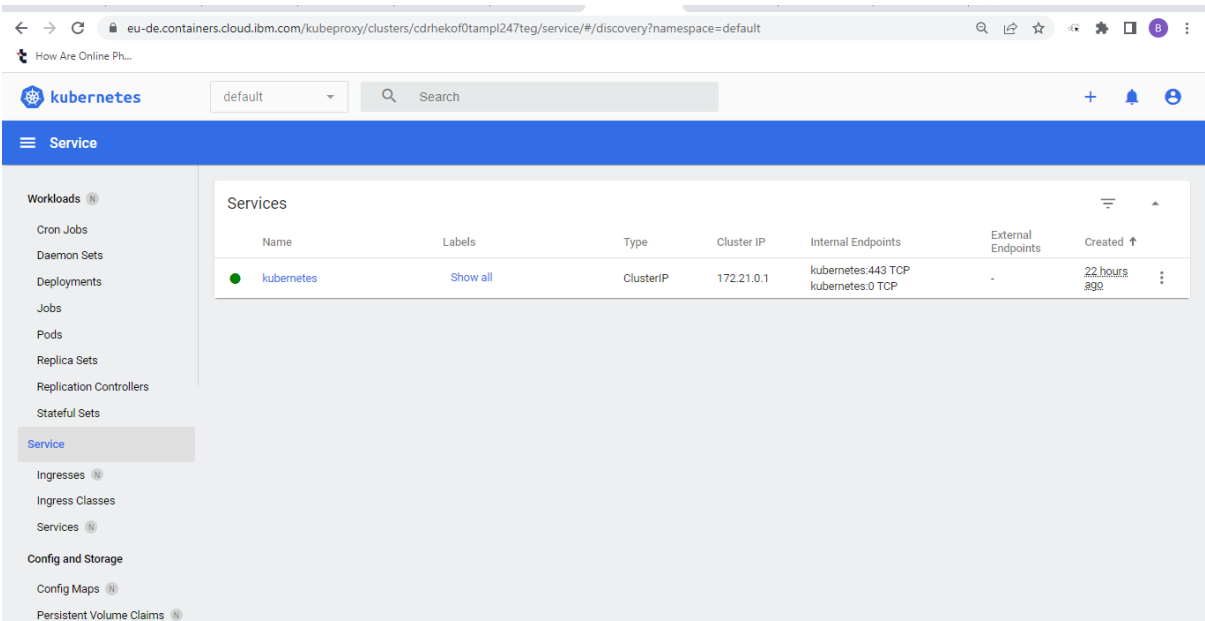 eu-de.containers.cloud.ibm.com/kubeproxy/clusters/cdrhekof0tampl247teg/service/#/discovery?namespace=default
B
How Are Online Ph...
kubernetes
default
Search
Service
Workloads N
Cron Jobs
Daemon Sets
Deployments
Jobs
Pods
Replica Sets
Replication Controllers
Stateful Sets
Service
Ingresses N
Ingress Classes
Services N
Config and Storage
Config Maps N
Persistent Volume Claims N
Services
Name Labels Type Cluster IP Internal Endpoints External Endpoints Created
kubernetes Show all ClusterIP 172.21.0.1 kubernetes:443 TCP - 22 hours
kubernetes:0 TCP ago